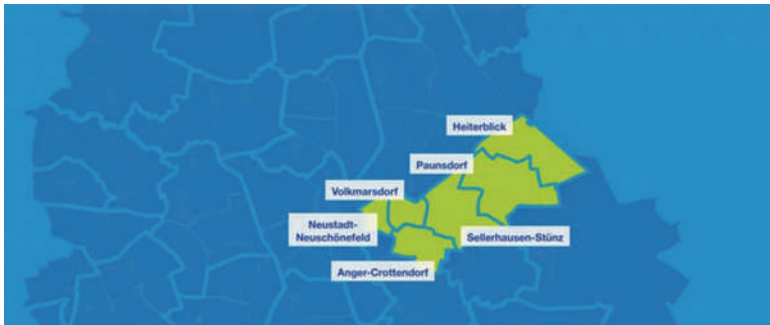 Heiterblick
Paunsdorf
Volkmarsdorf
Neustadt-
Neuschönefeld
Sellerhausen-Stünz
Anger-Crottendorf